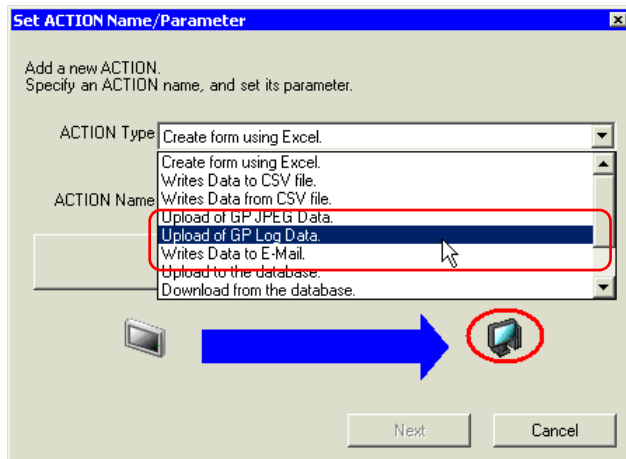 Set ACTION Name/Parameter
Add a new ACTION.
Specify an ACTION name, and set its parameter.
ACTION Type
Create form using Excel.
Create form using Excel.
Writes Data to CSV file.
ACTION Name
Writes Data from CSV file.
Upload of GP JPEG Data.
Upload of GP Log Data.
Writes Data to E-Mail.
Upload to the database.
Download from the database.
Next
Cancel